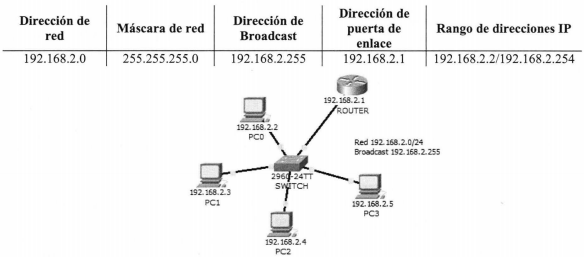 Dirección de red
Máscara de red
Dirección de Broadcast
Dirección de puerta de enlace
Rango de direcciones IP
192.168.2.0
255.255.255.0
192.168.2.255
192.168.2.1
192.168.2.2/192.168.2.254
192.168.2.1
ROUTER
192.168.2.2
PC0
Red 192.168.2.0/24
Broadcast 192.168.2.255
2960-24TT
SWITCH
192.168.2.3
PC1
192.168.2.5
PC3
192.168.2.4
PC2